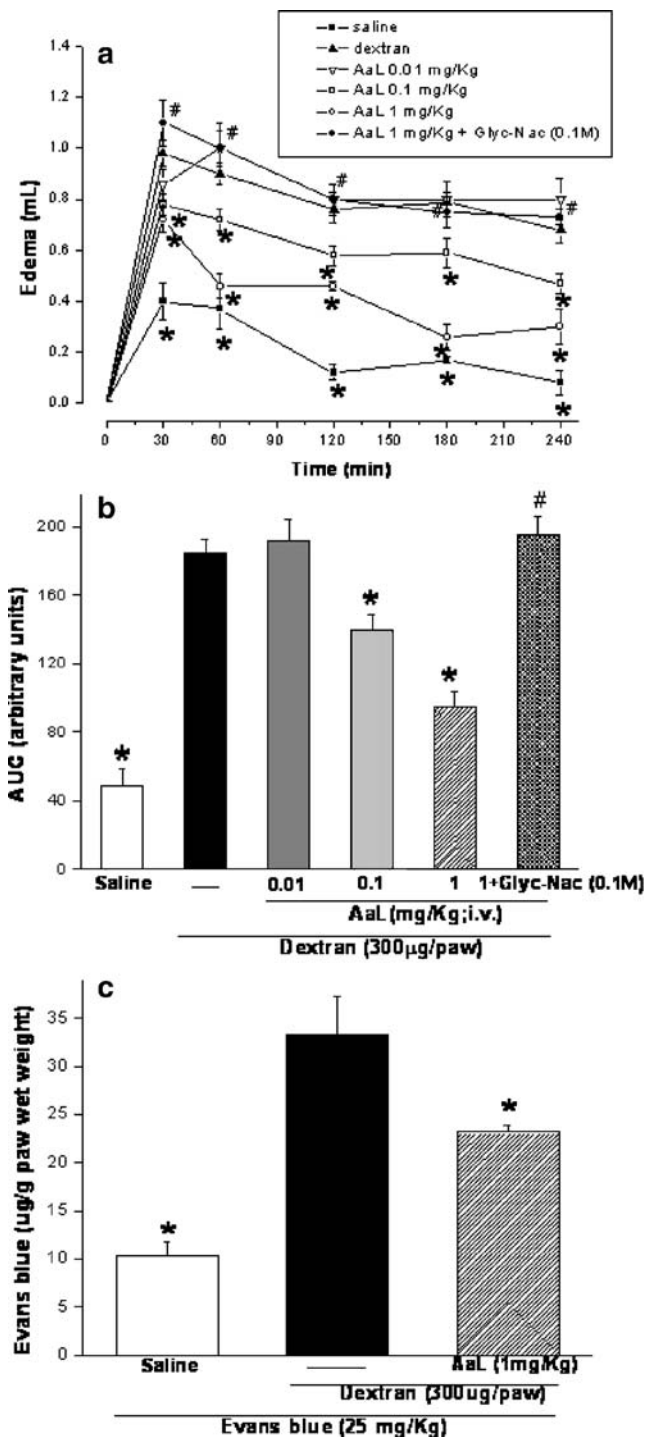 a
saline
dextran
AaL 0.01 mg/Kg
AaL 0.1 mg/Kg
AaL 1 mg/Kg
AaL 1 mg/Kg + Glyc-Nac (0.1M)
Edema (mL)
1.4
1.2
1.0
0.8
0.6
0.4
0.2
0.0
# # # # #
* * * * *
* * * * *
* * * * *
0 30 60 90 120 150 180 210 240
Time (min)
b
AUC (arbitrary units)
200
160
120
80
40
0
* * * #
Saline — 0.01 0.1 1 1+Glyc-Nac (0.1M)
AaL (mg/Kg;i.v.)
Dextran (300µg/paw)
c
Evans blue (ug/g paw wet weight)
35
30
25
20
15
10
5
0
* *
Saline — AaL (1mg/Kg)
Dextran (300ug/paw)
Evans blue (25 mg/Kg)